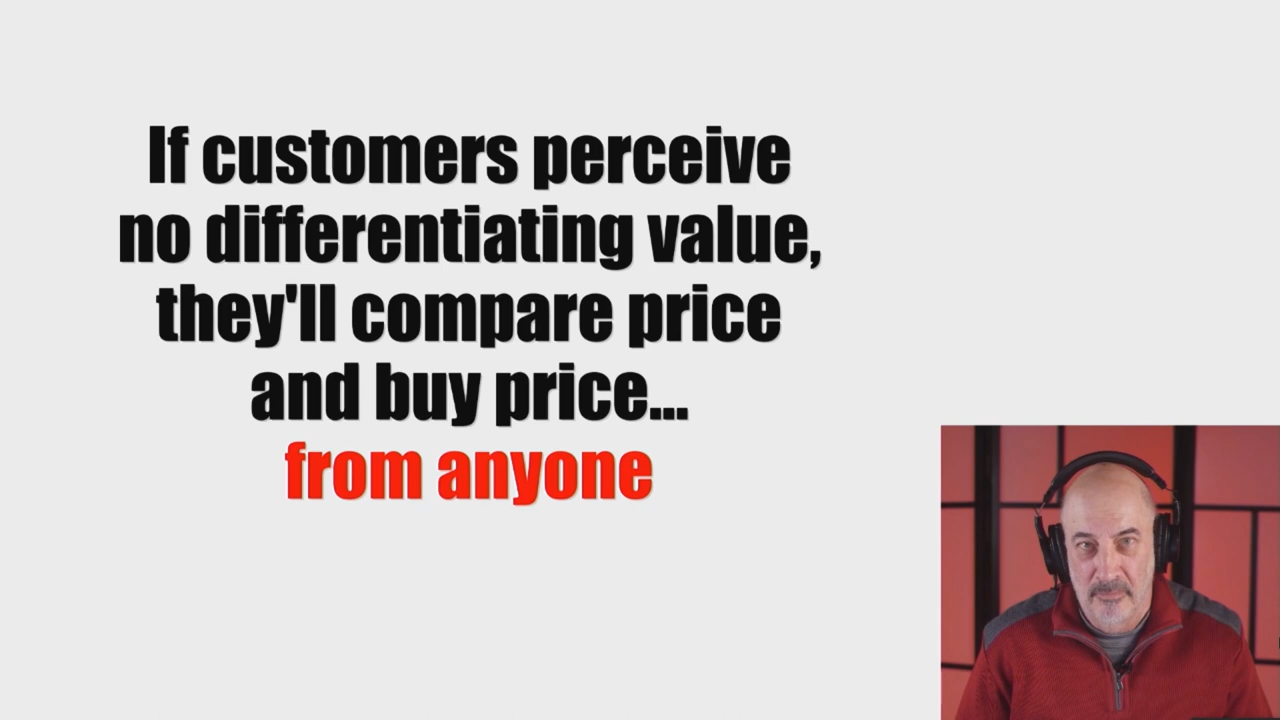 If customers perceive
no differentiating value,
they'll compare price
and buy price...
from anyone